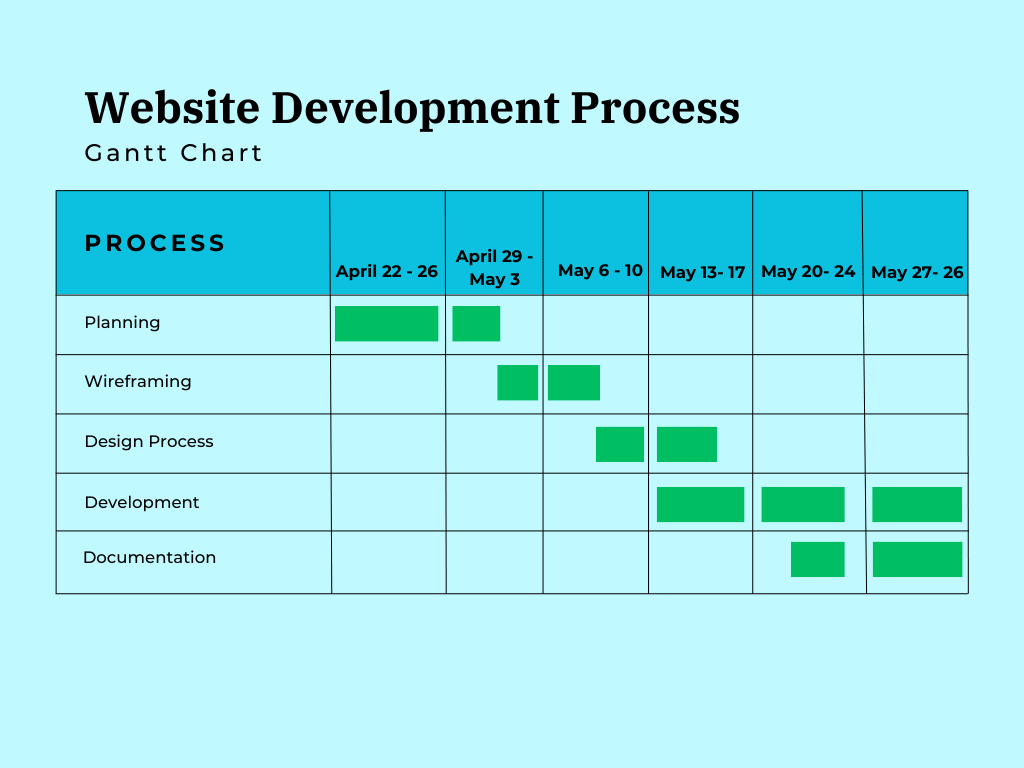 Website Development Process
Gantt Chart
PROCESS
April 22 - 26
April 29 -
May 3
May 6 - 10
May 13- 17
May 20- 24
May 27- 26
Planning
Wireframing
Design Process
Development
Documentation